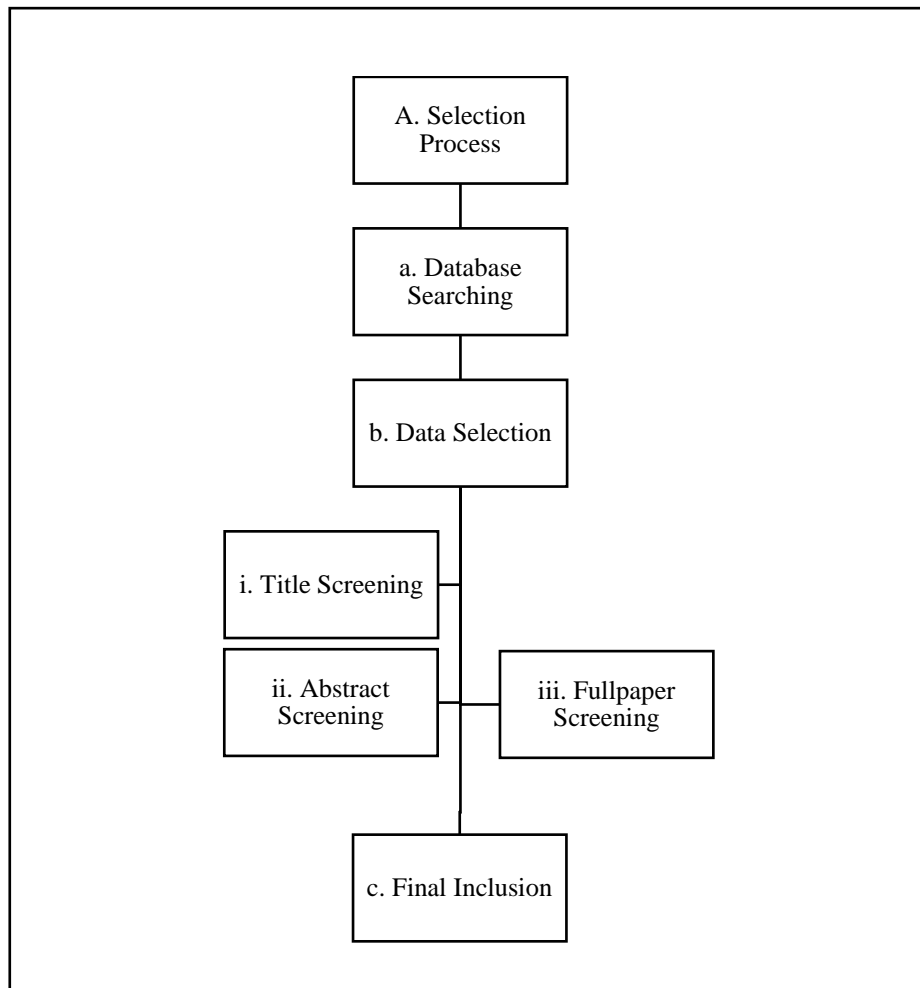 A. Selection
Process
a. Database
Searching
b. Data Selection
i. Title Screening
ii. Abstract
Screening
iii. Fullpaper
Screening
c. Final Inclusion